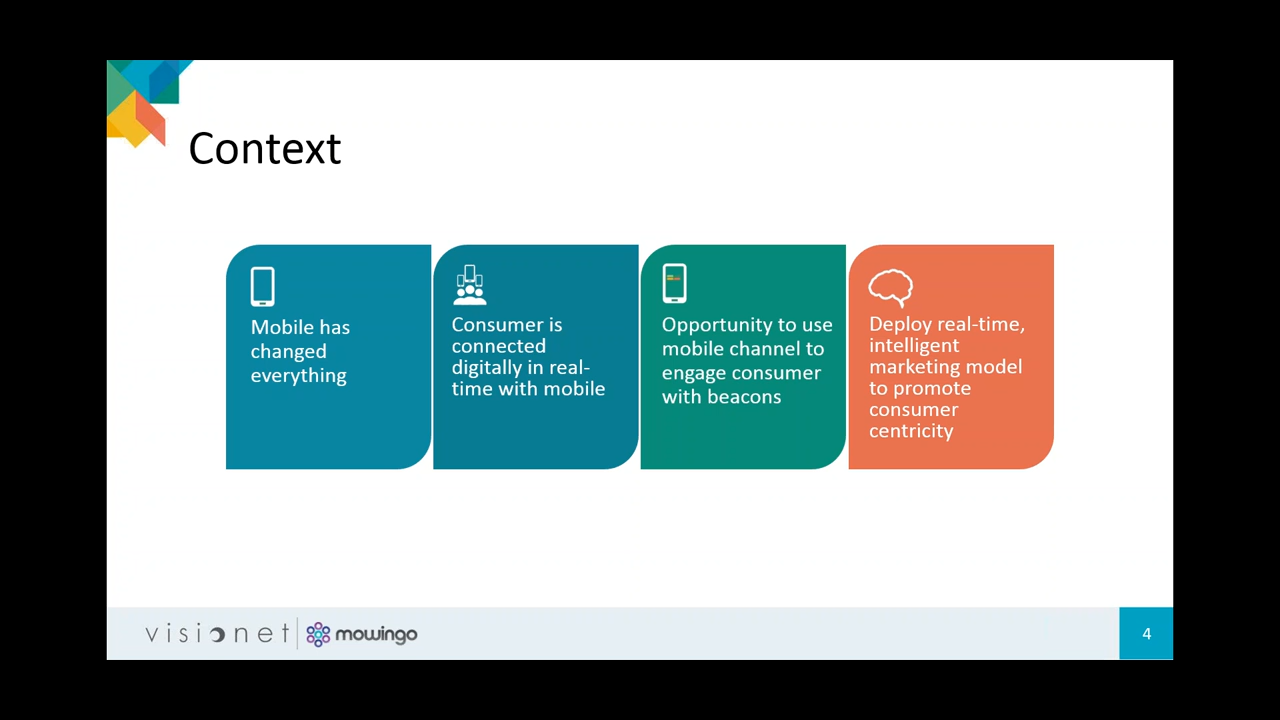 Context
Mobile has
changed
everything
Consumer is
connected
digitally in real-
time with mobile
Opportunity to use
mobile channel to
engage consumer
with beacons
Deploy real-time,
intelligent
marketing model
to promote
consumer
centricity
visionet
mowingo
4